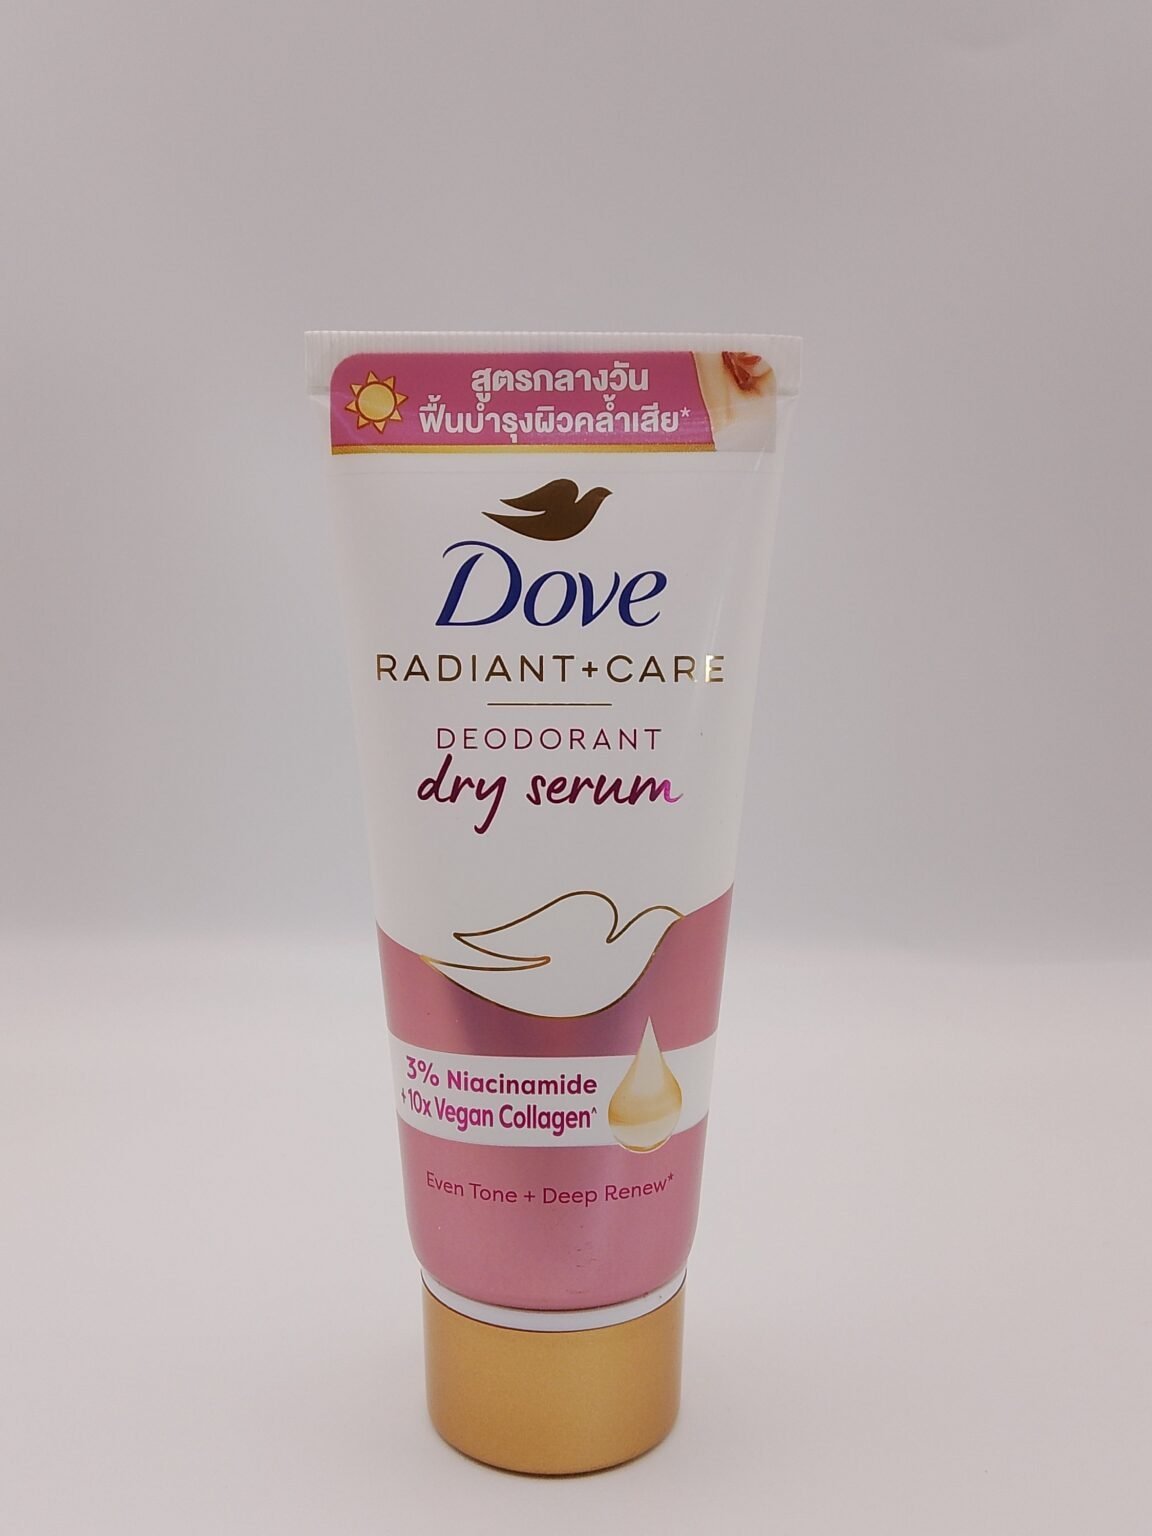 สูตรกลางวัน
ฟื้นบำรุงผิวคล้ำเสีย*
Dove
RADIANT+CARE
DEODORANT
dry serum
3% Niacinamide
+10x Vegan Collagen^
Even Tone + Deep Renew*